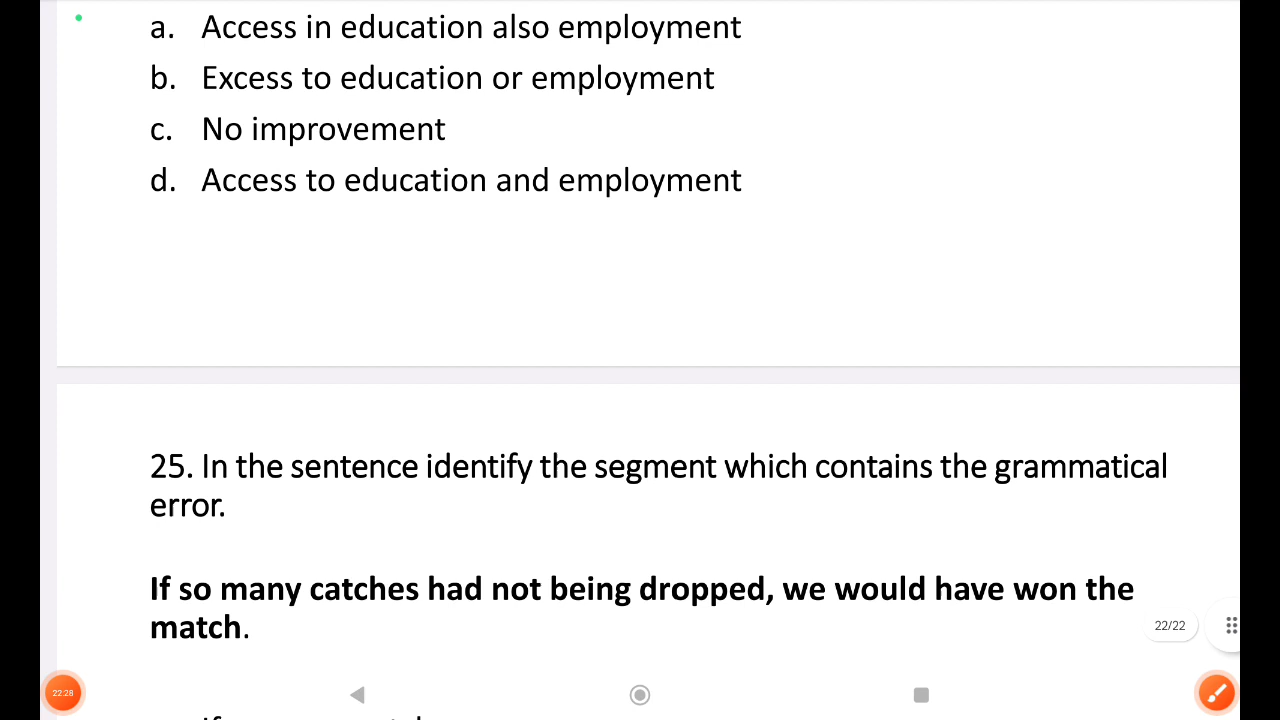 a. Access in education also employment
b. Excess to education or employment
c. No improvement
d. Access to education and employment
25. In the sentence identify the segment which contains the grammatical
error.
If so many catches had not being dropped, we would have won the
match.
22/22
22:28